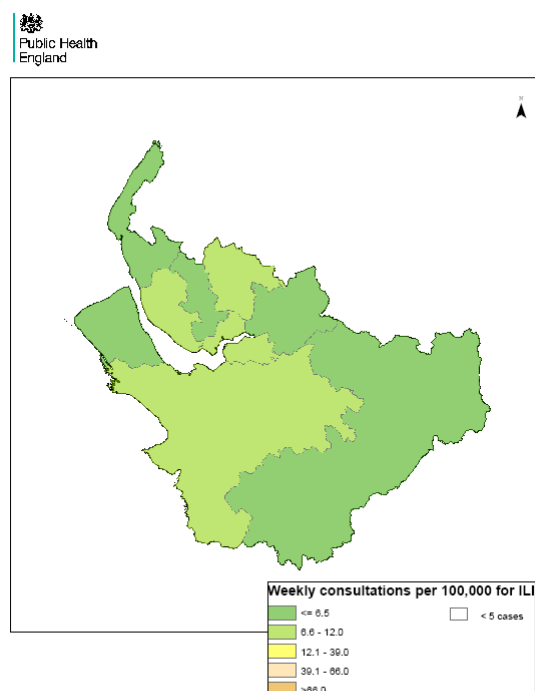 Public Health
England
N
Weekly consultations per 100,000 for ILI
<= 6.5
< 5 cases
6.6 - 12.0
12.1 - 39.0
39.1 - 66.0
>66.0